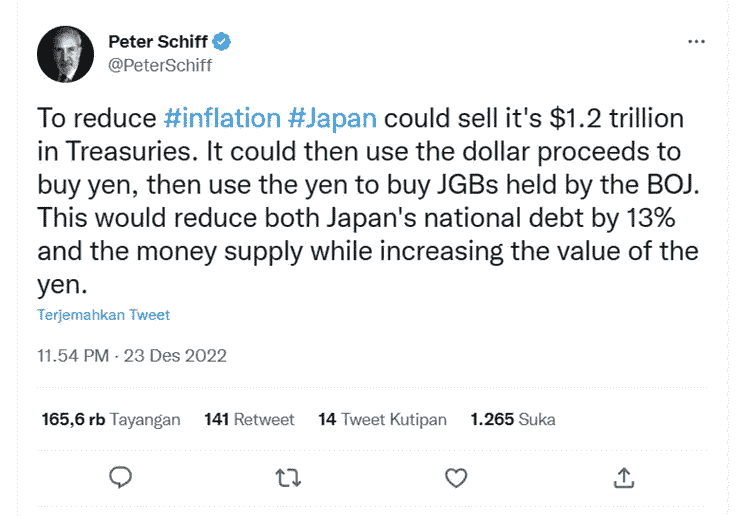 Peter Schiff
@PeterSchiff
To reduce #inflation #Japan could sell it's $1.2 trillion
in Treasuries. It could then use the dollar proceeds to
buy yen, then use the yen to buy JGBs held by the BOJ.
This would reduce both Japan's national debt by 13%
and the money supply while increasing the value of the
yen.
Terjemahkan Tweet
11.54 PM · 23 Des 2022
165,6 rb Tayangan 141 Retweet 14 Tweet Kutipan 1.265 Suka